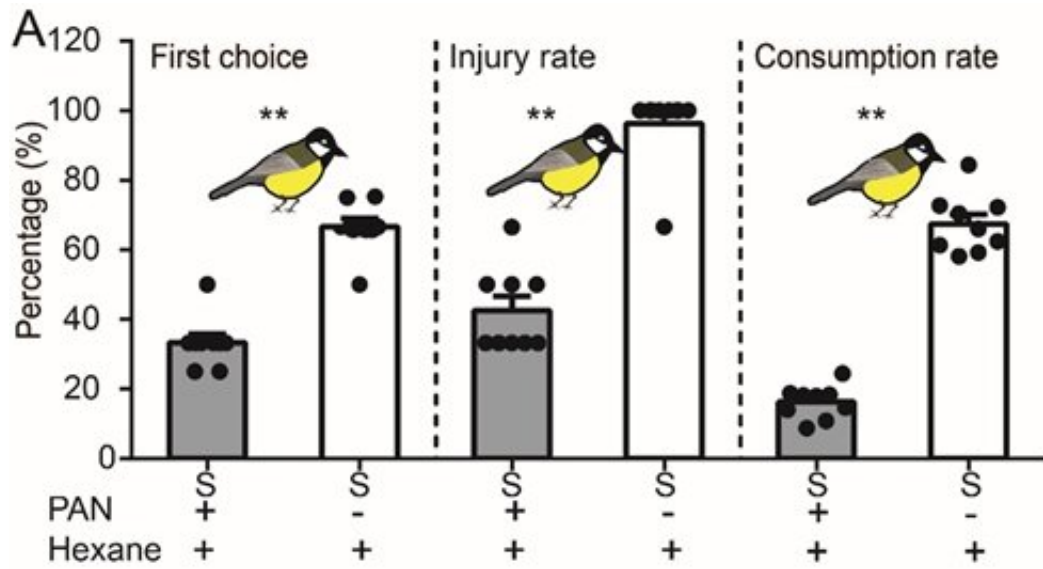 A
120
First choice
Injury rate
Consumption rate
**
**
**
100
80
60
40
20
0
Percentage (%)
S S S S S S
PAN + - + - + -
Hexane + + + + + +